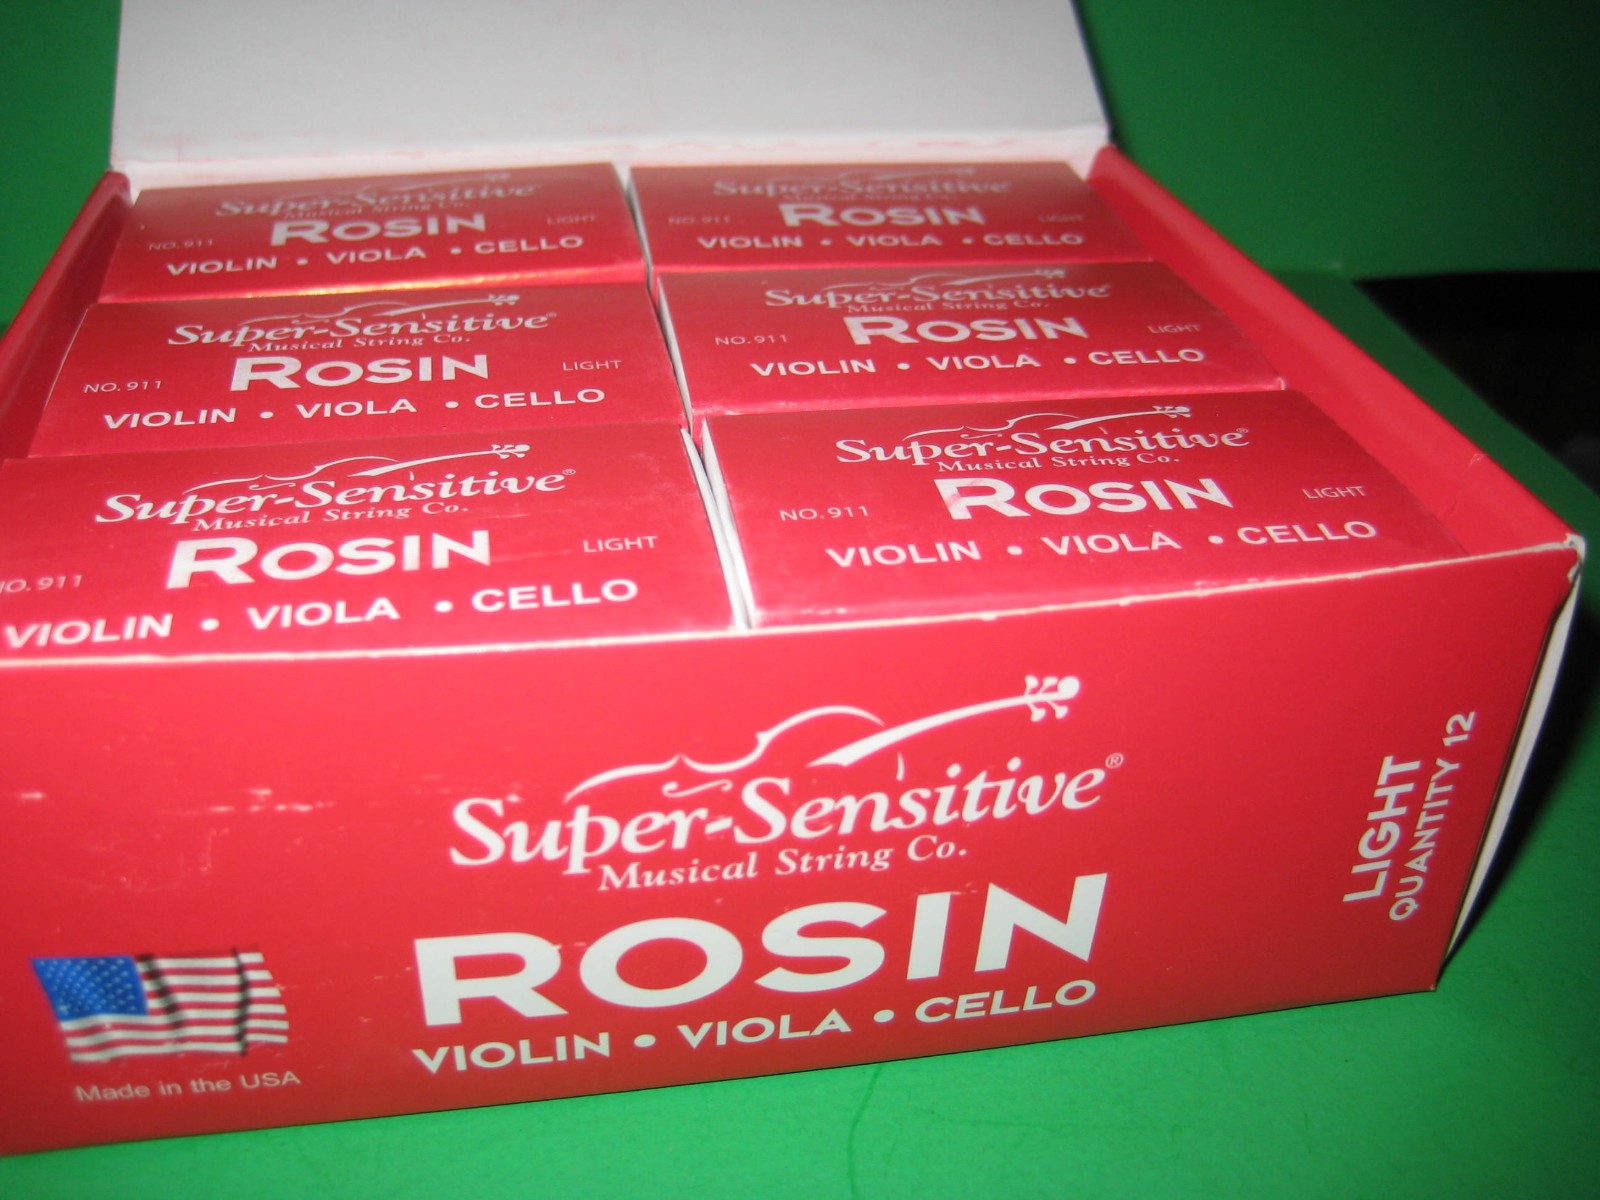 Super-Sensitive
Musical String Co.
NO.911 ROSIN LIGHT
VIOLIN • VIOLA • CELLO
Super-Sensitive
Musical String Co.
NO.911 ROSIN LIGHT
VIOLIN • VIOLA • CELLO
Super-Sensitive®
Musical String Co.
NO.911 ROSIN LIGHT
VIOLIN • VIOLA • CELLO
Super-Sensitive®
Musical String Co.
NO.911 ROSIN LIGHT
VIOLIN • VIOLA • CELLO
Super-Sensitive®
Musical String Co.
NO.911 ROSIN LIGHT
VIOLIN • VIOLA • CELLO
Super-Sensitive®
Musical String Co.
NO.911 ROSIN LIGHT
VIOLIN • VIOLA • CELLO
Super-Sensitive®
Musical String Co.
ROSIN
VIOLIN • VIOLA • CELLO
Made in the USA
LIGHT
QUANTITY 12